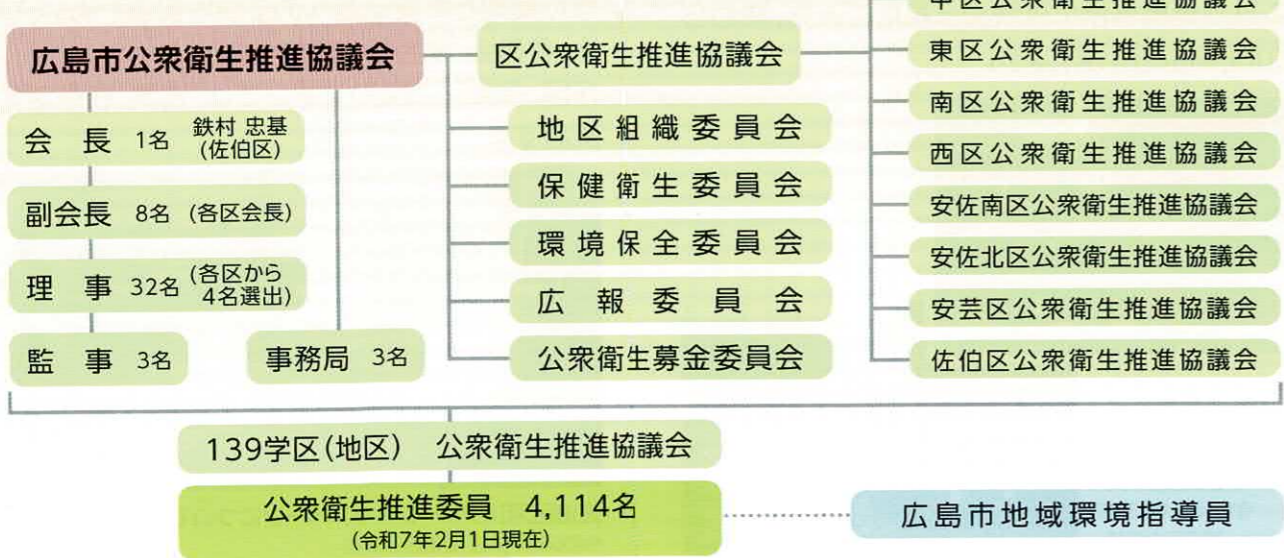 広島市公衆衛生推進協議会
会長 1名 鉄村 忠基
(佐伯区)
副会長 8名 (各区会長)
理事 32名 (各区から
4名選出)
監事 3名
事務局 3名
区公衆衛生推進協議会
地区組織委員会
保健衛生委員会
環境保全委員会
広報委員会
公衆衛生募金委員会
中区公衆衛生推進協議会
東区公衆衛生推進協議会
南区公衆衛生推進協議会
西区公衆衛生推進協議会
安佐南区公衆衛生推進協議会
安佐北区公衆衛生推進協議会
安芸区公衆衛生推進協議会
佐伯区公衆衛生推進協議会
139学区(地区) 公衆衛生推進協議会
公衆衛生推進委員 4,114名
(令和7年2月1日現在)
広島市地域環境指導員